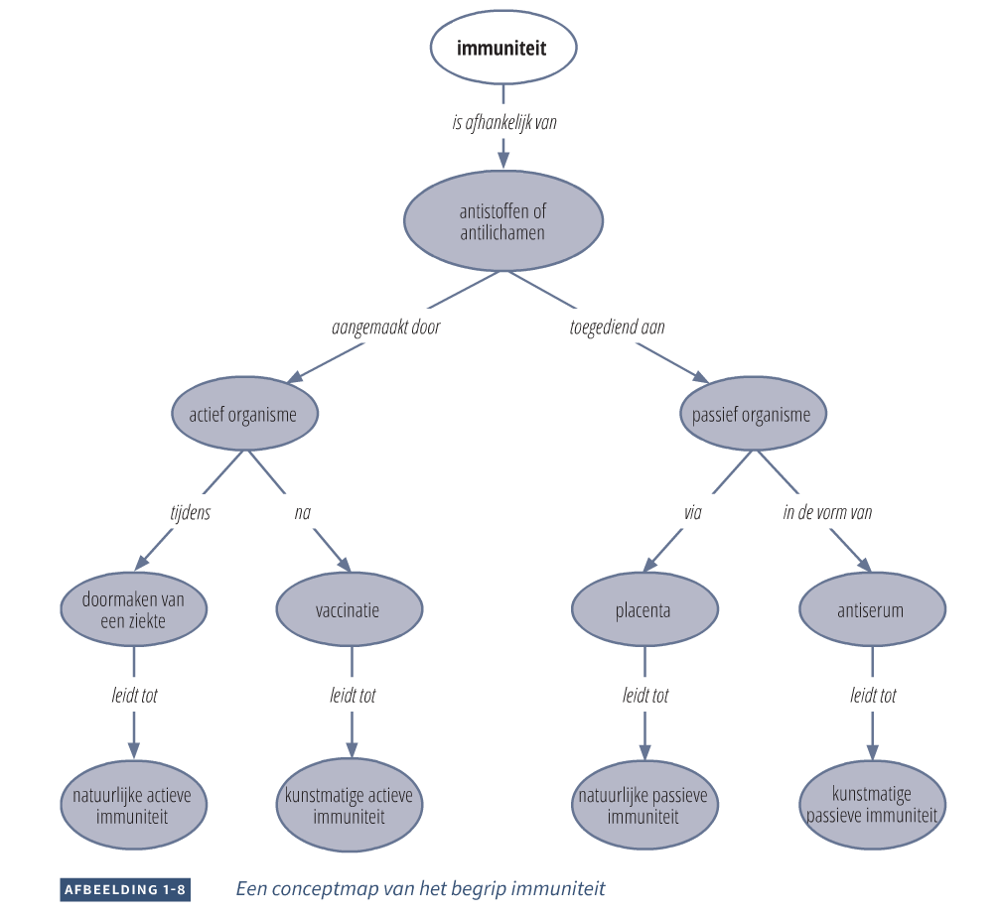 immuniteit
is afhankelijk van
antistoffen of
antilichamen
aangemaakt door
toegediend aan
actief organisme
passief organisme
tijdens
na
via
in de vorm van
doormaken van
een ziekte
vaccinatie
placenta
antiserum
leidt tot
leidt tot
leidt tot
leidt tot
natuurlijke actieve
immuniteit
kunstmatige actieve
immuniteit
natuurlijke passieve
immuniteit
kunstmatige
passieve immuniteit
AFBEELDING 1-8
Een conceptmap van het begrip immuniteit